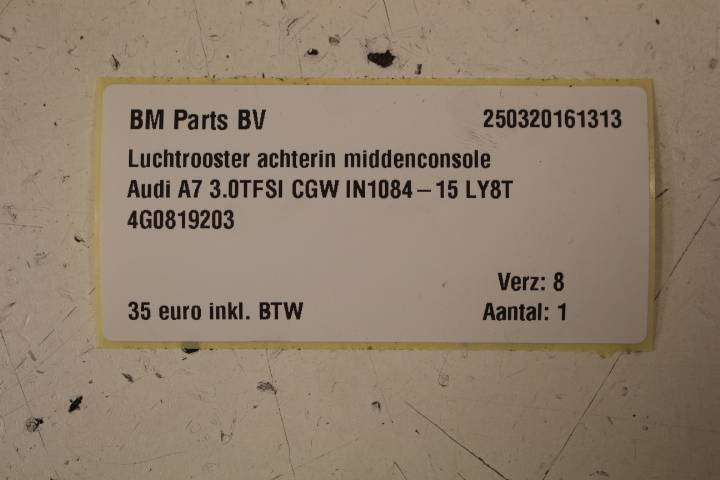 BM Parts BV 250320161313
Luchtrooster achterin middenconsole
Audi A7 3.0TFSI CGW IN1084-15 LY8T
4G0819203
Verz: 8
35 euro inkl. BTW Aantal: 1